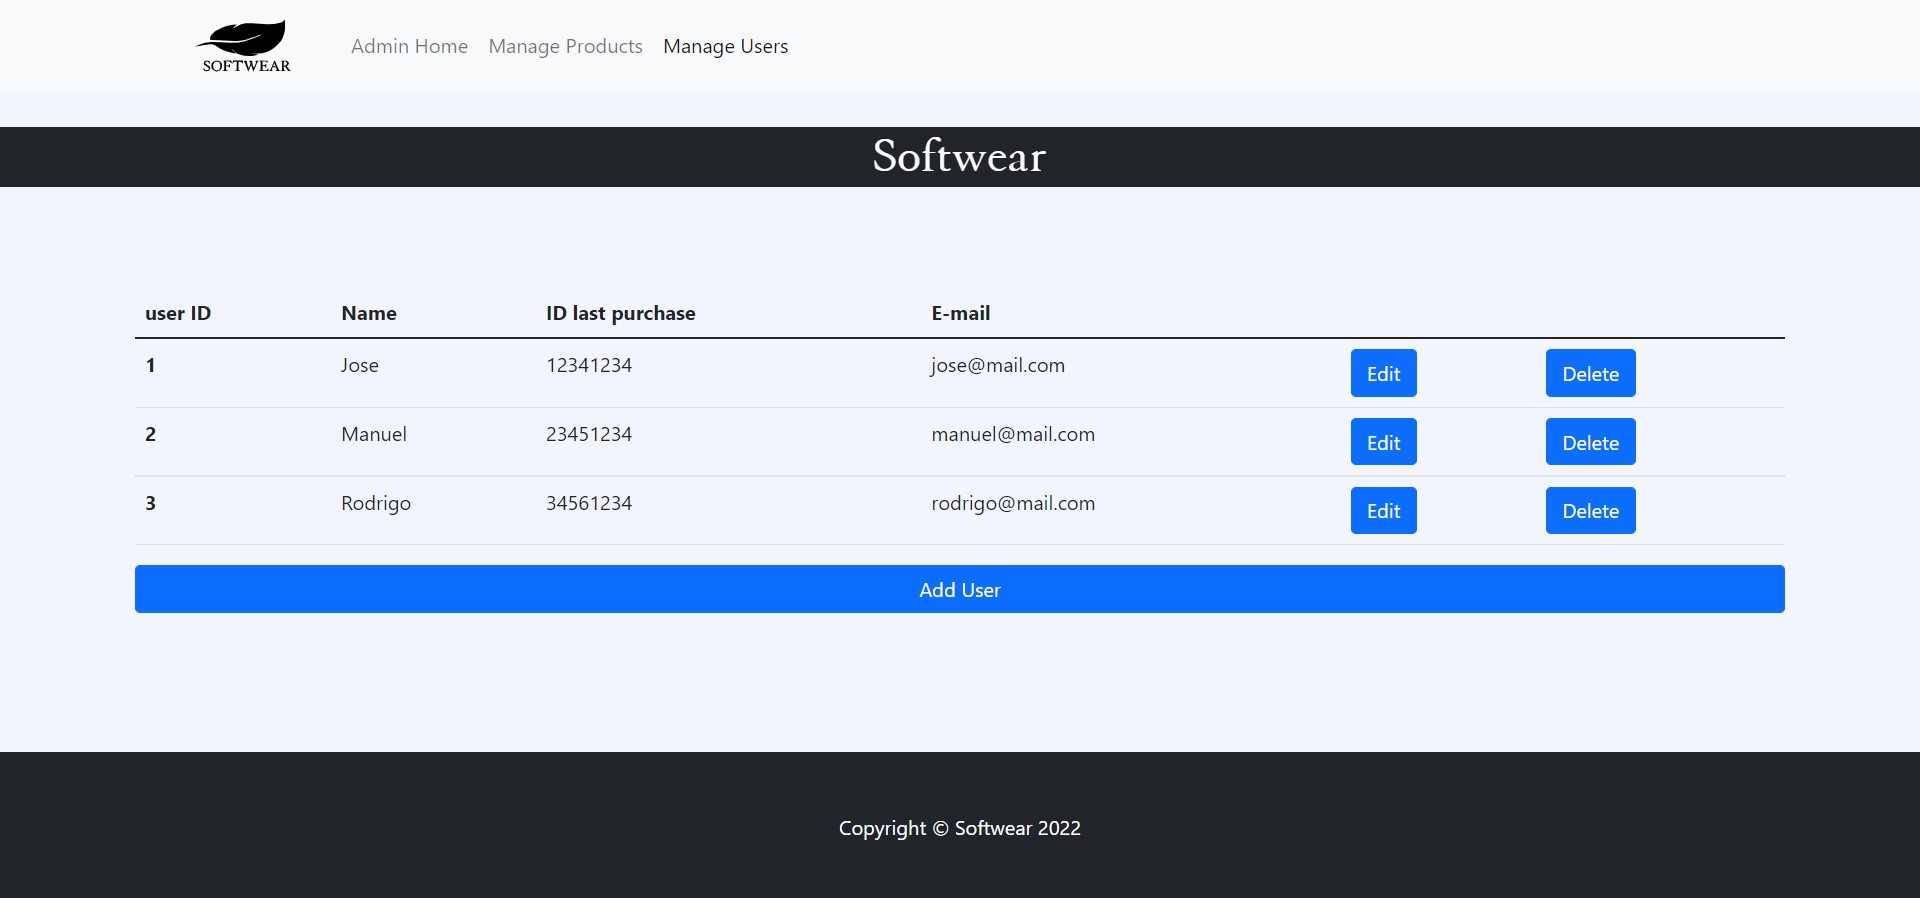 SOFTWEAR
Admin Home Manage Products Manage Users
Softwear
user ID Name ID last purchase E-mail
1 Jose 12341234 jose@mail.com Edit Delete
2 Manuel 23451234 manuel@mail.com Edit Delete
3 Rodrigo 34561234 rodrigo@mail.com Edit Delete
Add User
Copyright © Softwear 2022